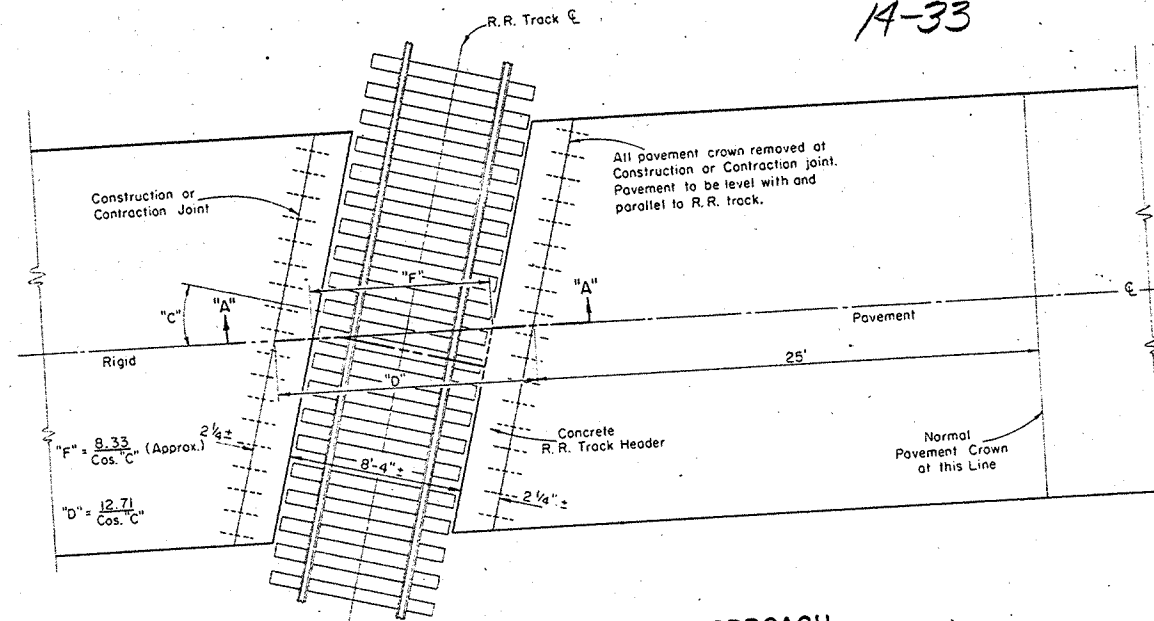 14-33
R.R. Track ℄
All pavement crown removed at
Construction or Contraction joint.
Pavement to be level with and
parallel to R.R. track.
Construction or
Contraction Joint
"F"
"C"
"A"
"A"
℄
Rigid
Pavement
25'
"D"
"F" = 8.33 / Cos. "C" (Approx.)
2 1/4'±
Concrete
R.R. Track Header
Normal
Pavement Crown
at this Line
8'-4"±
2 1/4"±
"D" = 12.71 / Cos. "C"